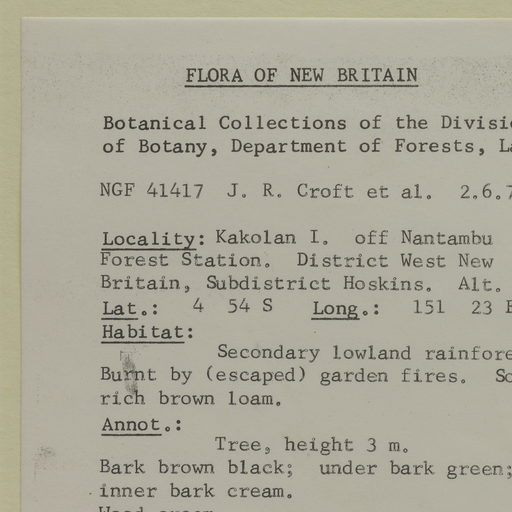 FLORA OF NEW BRITAIN
Botanical Collections of the
of Botany, Department of Forests,
NGF 41417 J. R. Croft et al. 2.6.7
Locality: Kakolan I. off Nantambu
Forest Station. District West New
Britain, Subdistrict Hoskins. Alt.
Lat.: 4 54 S Long.: 151 23 E
Habitat:
Secondary lowland
Burnt by (escaped) garden fires.
rich brown loam.
Annot.:
Tree, height 3 m.
Bark brown black; under bark green;
inner bark cream.